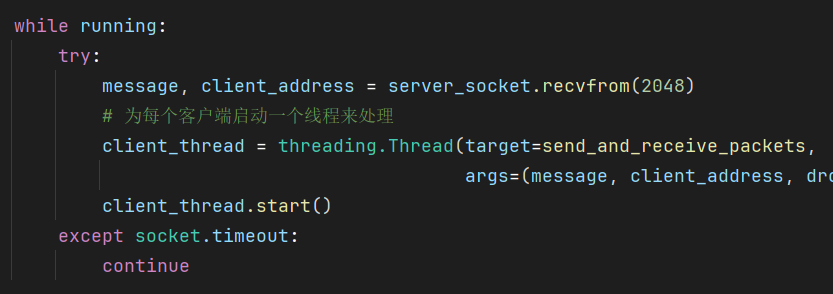 while running:
try:
message, client_address = server_socket.recvfrom(2048)
# 为每个客户端启动一个线程来处理
client_thread = threading.Thread(target=send_and_receive_packets,
args=(message, client_address,
client_thread.start()
except socket.timeout:
continue